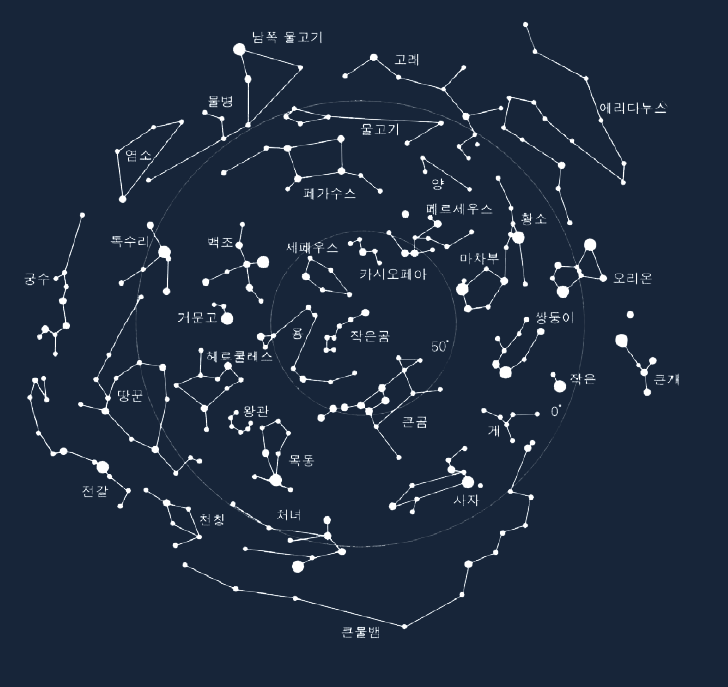 남쪽 물고기
고래
물병
에리다누스
물고기
염소
양
페가수스
페르세우스
황소
독수리
백조
세페우스
마차부
카시오페아
궁수
오리온
거문고
쌍둥이
용
작은곰
50°
헤르쿨레스
작은
큰개
땅꾼
왕관
0°
큰곰
게
목동
전갈
사자
천칭
처녀
큰물뱀